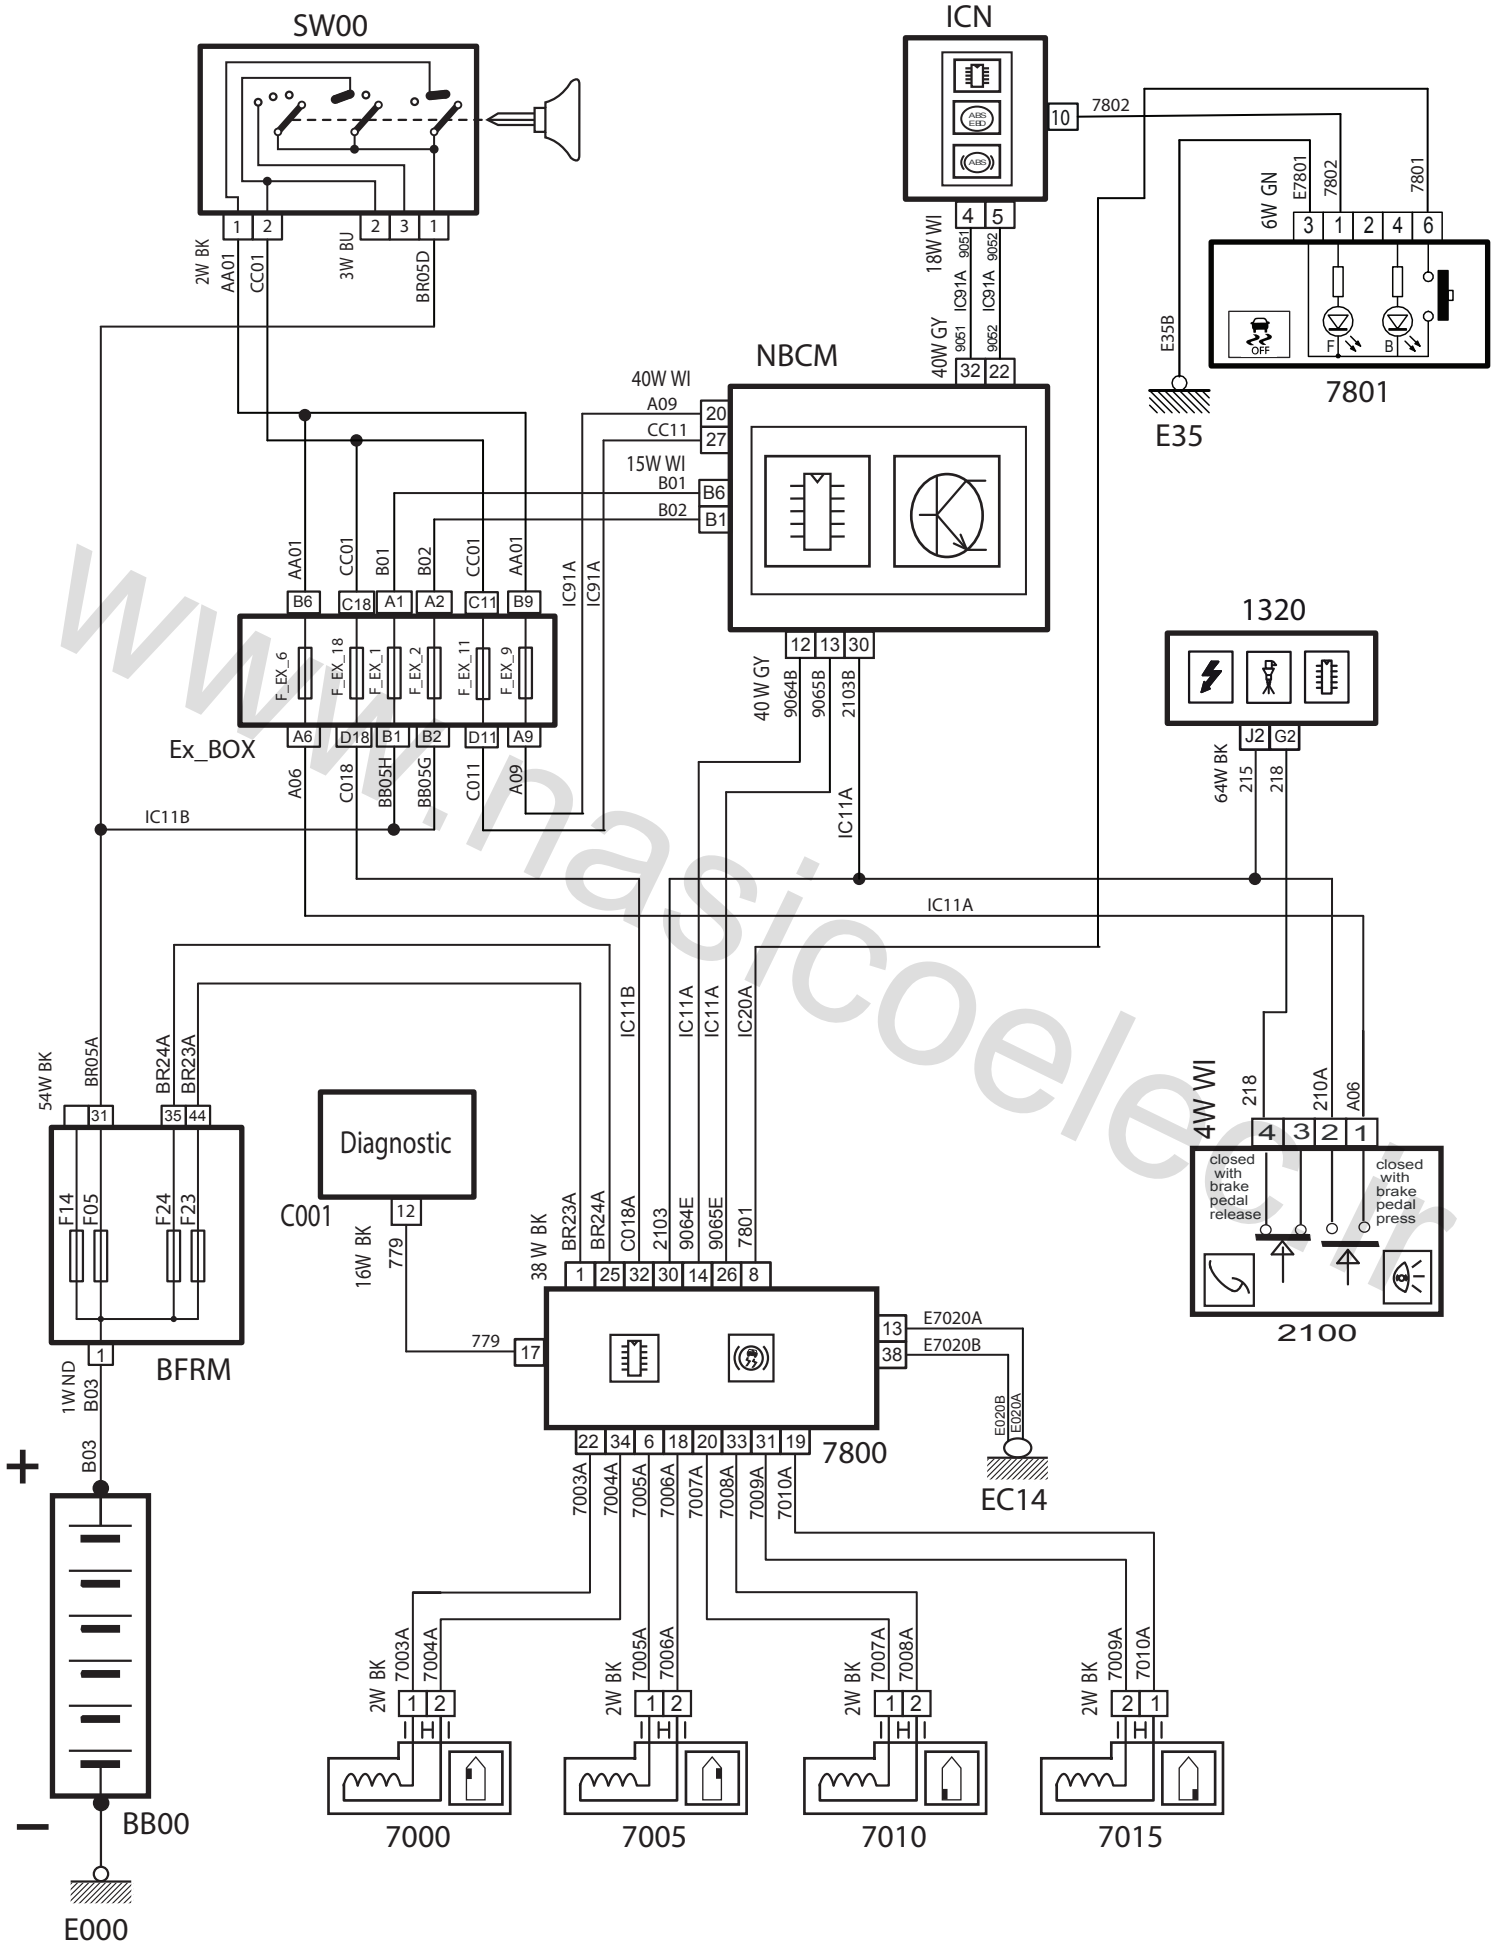 SW00
ICN
ABS
EBD
ABS
10
7802
1 2 2 3 1
2W BK
AA01
CC01
3W BU
BR05D
4 5
18W WI
9051
9052
IC91A
IC91A
9051
9052
40W GY
32 22
6W GN
E7801
7802
7801
3 1 2 4 6
F
B
OFF
7801
E35B
E35
NBCM
40W WI
A09
20
CC11
27
15W WI
B01
B6
B02
B1
AA01
CC01
B01
B02
CC01
AA01
IC91A
IC91A
B6 C18 A1 A2 C11 B9
F_EX_6
F_EX_18
F_EX_1
F_EX_2
F_EX_11
F_EX_9
A6 D18 B1 B2 D11 A9
Ex_BOX
A06
C018
BB05H
BB05G
C011
A09
IC11B
12 13 30
40 W GY
9064B
9065B
2103B
IC11A
1320
J2 G2
64W BK
215
218
IC11A
www.nasicoelec.ir
IC11B
IC11A
IC11A
IC20A
54W BK
BR05A
BR24A
BR23A
31 35 44
F14
F05
F24
F23
1
BFRM
1W ND
B03
B03
+
−
BB00
E000
Diagnostic
C001
12
16W BK
779
779
17
38 W BK
BR23A
BR24A
C018A
2103
9064E
9065E
7801
1 25 32 30 14 26 8
13
E7020A
38
E7020B
E020B
E020A
EC14
7800
22 34 6 18 20 33 31 19
7003A
7004A
7005A
7006A
7007A
7008A
7009A
7010A
4W WI
218
210A
A06
4 3 2 1
closed
with
brake
pedal
release
closed
with
brake
pedal
press
2100
2W BK
7003A
7004A
2W BK
7005A
7006A
2W BK
7007A
7008A
2W BK
7009A
7010A
1 2
1 2
1 2
2 1
H
H
H
H
7000
7005
7010
7015